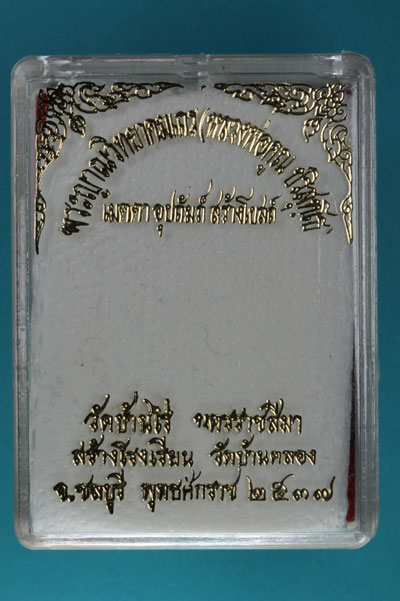 พระญาณวิทยาคมเถร(หลวงพ่อคูณ ปริสุทฺโธ)
เมตตา อุปถัมภ์ สร้างโบสถ์
วัดบ้านไร่ นครราชสีมา
สร้างโรงเรียน วัดบ้านคลอง
จ.ชลบุรี พุทธศักราช ๒๕๓๗